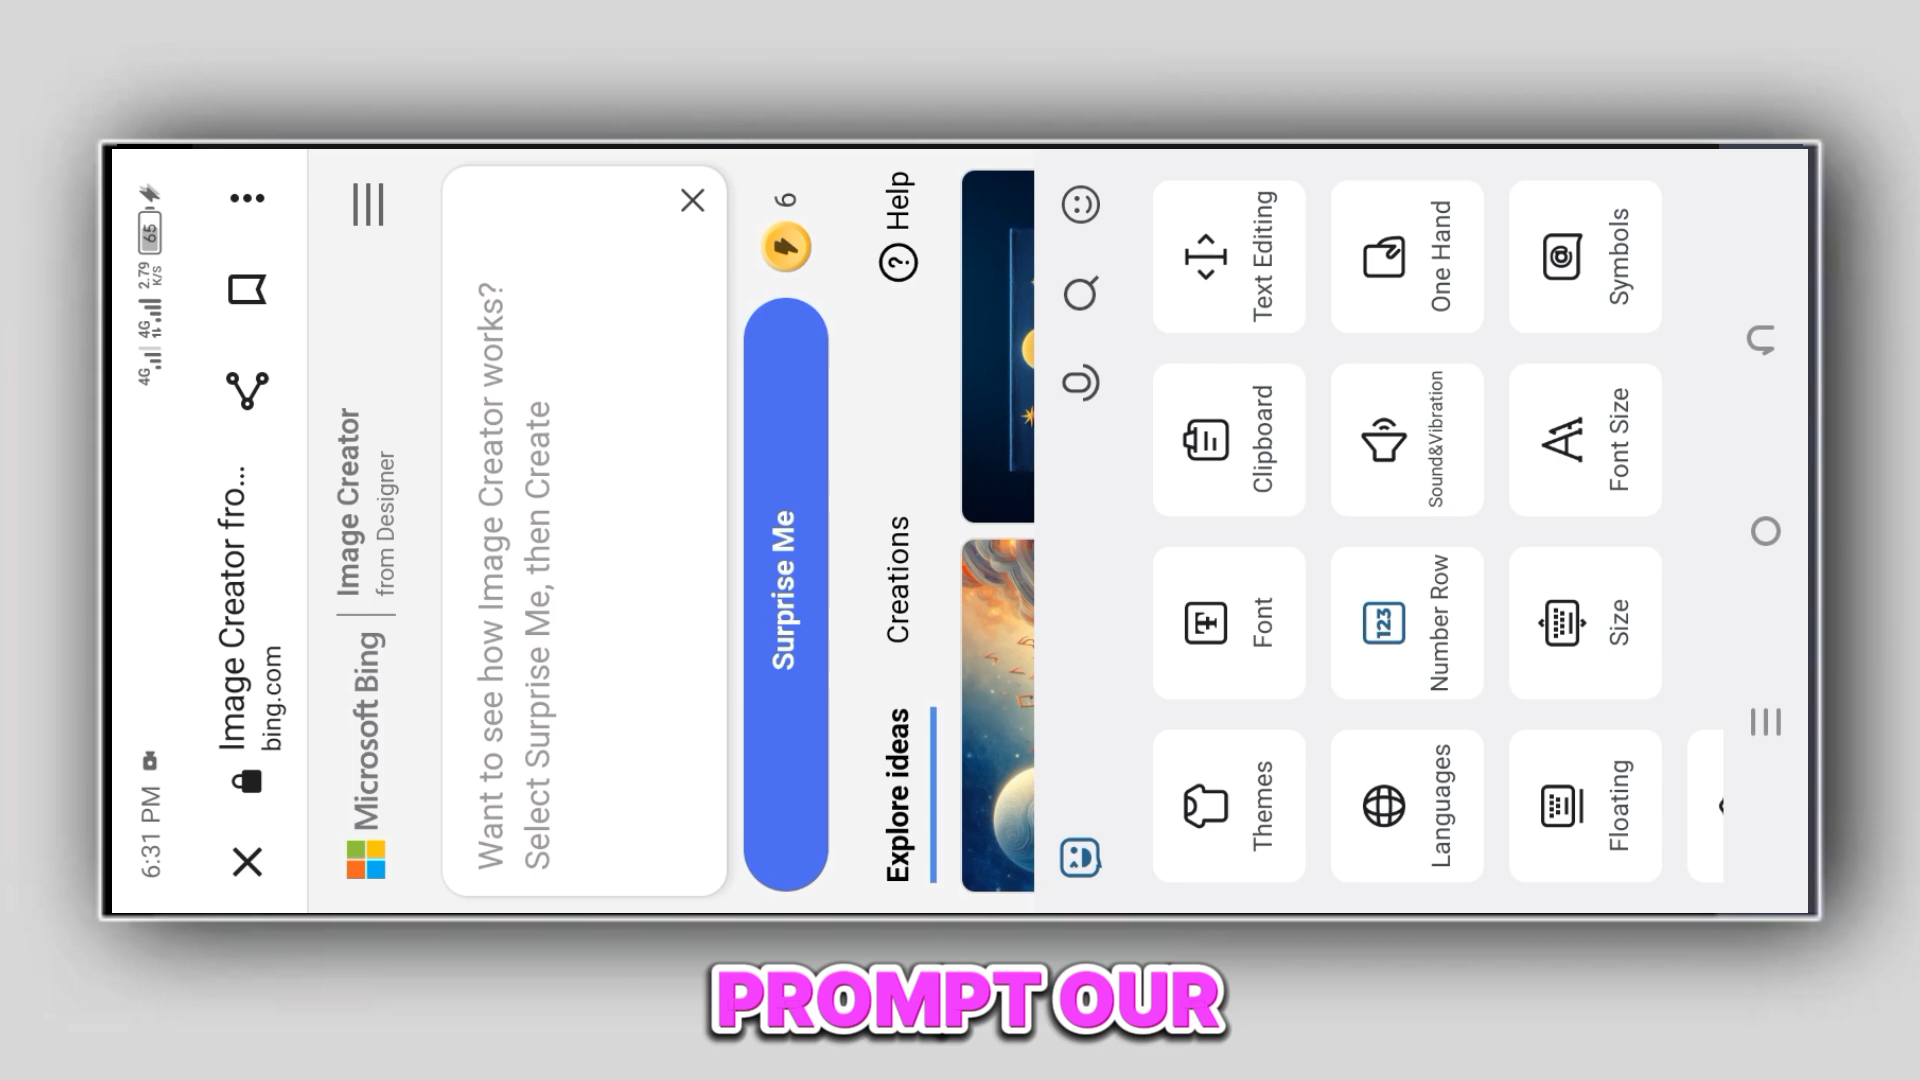 6:31 PM
4G 4G 2.79 K/s 65
Image Creator fro...
bing.com
Microsoft Bing | Image Creator
from Designer
Want to see how Image Creator works?
Select Surprise Me, then Create
Surprise Me
6
Explore ideas
Creations
Help
Themes
Font
Clipboard
Text Editing
Languages
123
Number Row
Sound&Vibration
One Hand
Floating
Size
Font Size
@
Symbols
PROMPT OUR